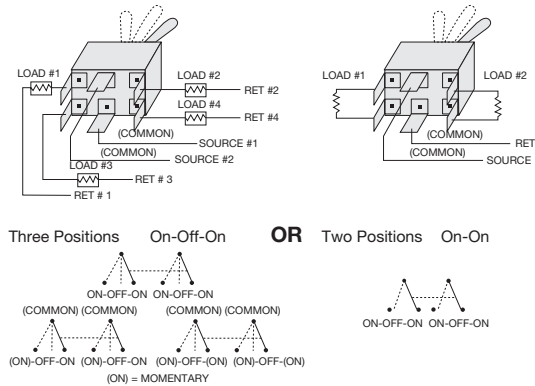 LOAD #1
LOAD #2
RET #2
LOAD #4
RET #4
(COMMON)
SOURCE #1
(COMMON)
SOURCE #2
LOAD #3
RET # 3
RET # 1
LOAD #1
LOAD #2
(COMMON)
RET
(COMMON)
SOURCE
Three Positions On-Off-On OR Two Positions On-On
ON-OFF-ON ON-OFF-ON
(COMMON) (COMMON) (COMMON) (COMMON)
(ON)-OFF-ON (ON)-OFF-ON (ON)-OFF-(ON) (ON)-OFF-(ON)
(ON) = MOMENTARY
ON-OFF-ON ON-OFF-ON